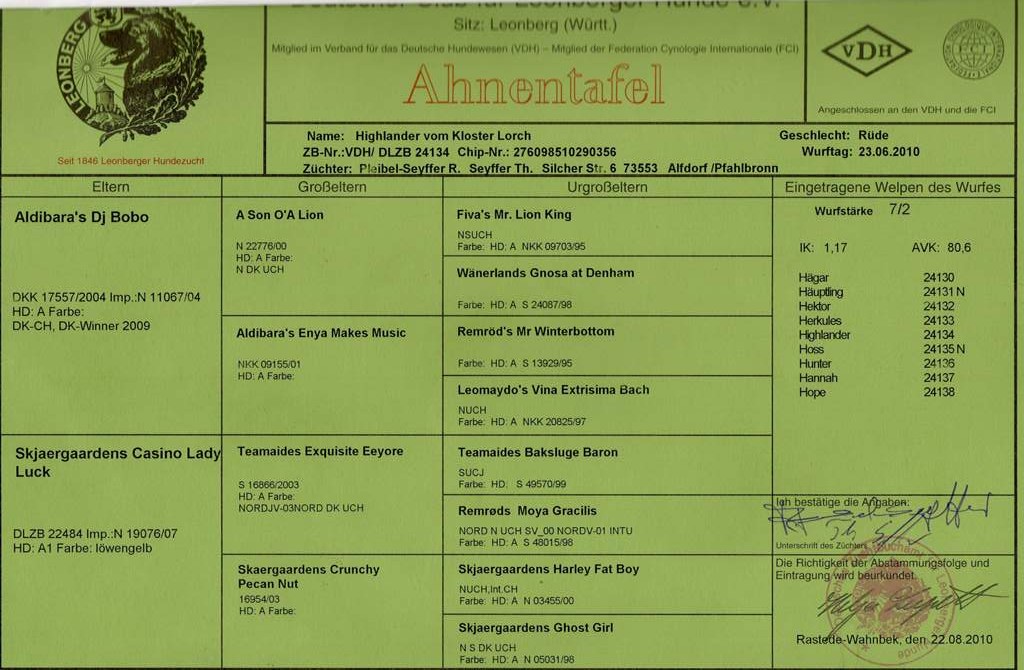 Deutscher Club für Leonberger Hunde e.V.
Sitz: Leonberg (Württ.)
Mitglied im Verband für das Deutsche Hundewesen (VDH) – Mitglied der Federation Cynologie Internationale (FCI)
Ahnentafel
LEONBERG
Seit 1846 Leonberger Hundezucht
VDH
FCI
Angeschlossen an den VDH und die FCI
Name: Highlander vom Kloster Lorch
Geschlecht: Rüde
ZB-Nr.:VDH/ DLZB 24134 Chip-Nr.: 276098510290356
Wurftag: 23.06.2010
Züchter: Pleibel-Seyffer R. Seyffer Th. Silcher Str. 6 73553 Alfdorf /Pfahlbronn
Eltern
Großeltern
Urgroßeltern
Eingetragene Welpen des Wurfes
Aldibara's Dj Bobo
DKK 17557/2004 Imp.:N 11067/04
HD: A Farbe:
DK-CH, DK-Winner 2009
Skjaergaardens Casino Lady
Luck
DLZB 22484 Imp.:N 19076/07
HD: A1 Farbe: löwengelb
A Son O'A Lion
N 22776/00
HD: A Farbe:
N DK UCH
Aldibara's Enya Makes Music
NKK 09155/01
HD: A Farbe:
Teamaides Exquisite Eeyore
S 16866/2003
HD: A Farbe:
NORDJV-03NORD DK UCH
Skaergaardens Crunchy
Pecan Nut
16954/03
HD: A Farbe:
Fiva's Mr. Lion King
NSUCH
Farbe: HD: A NKK 09703/95
Wänerlands Gnosa at Denham
Farbe: HD: A S 24087/98
Remröd's Mr Winterbottom
Farbe: HD: A S 13929/95
Leomaydo's Vina Extrisima Bach
NUCH
Farbe: HD: A NKK 20825/97
Teamaides Baksluge Baron
SUCJ
Farbe: HD: S 49570/99
Remrøds Moya Gracilis
NORD N UCH SV_00 NORDV-01 INTU
Farbe: HD: A S 48015/98
Skjaergaardens Harley Fat Boy
NUCH,Int.CH
Farbe: HD: A N 03455/00
Skjaergaardens Ghost Girl
N S DK UCH
Farbe: HD: A N 05031/98
Wurfstärke 7/2
IK: 1,17 AVK: 80,6
Hägar 24130
Häuptling 24131 N
Hektor 24132
Herkules 24133
Highlander 24134
Hoss 24135 N
Hunter 24136
Hannah 24137
Hope 24138
Ich bestätige die Angaben:
Unterschrift des Züchters
Die Richtigkeit der Abstammungsfolge und
Eintragung wird beurkundet.
Rastede-Wahnbek, den 22.08.2010